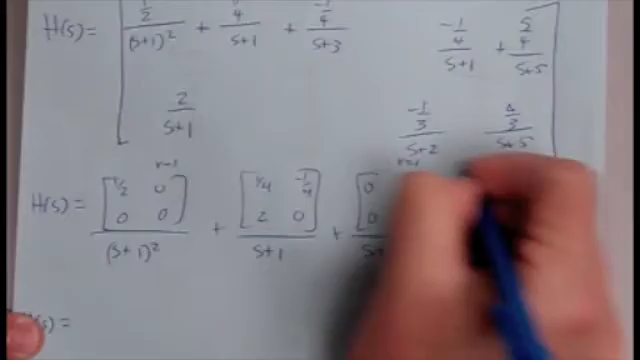 H(s) = [ 1/2 / (s+1)² + 1/4 / s+1 + -1/4 / s+3    -1/4 / s+1 + 5/4 / s+5
2 / s+1    -1/3 / s+2    4/3 / s+5
r=1    r=1
H(s) = [ 1/2 0 0 0 ] / (s+1)² + [ 1/4 -1/4 2 0 ] / s+1 + [ 0 0
(s) =